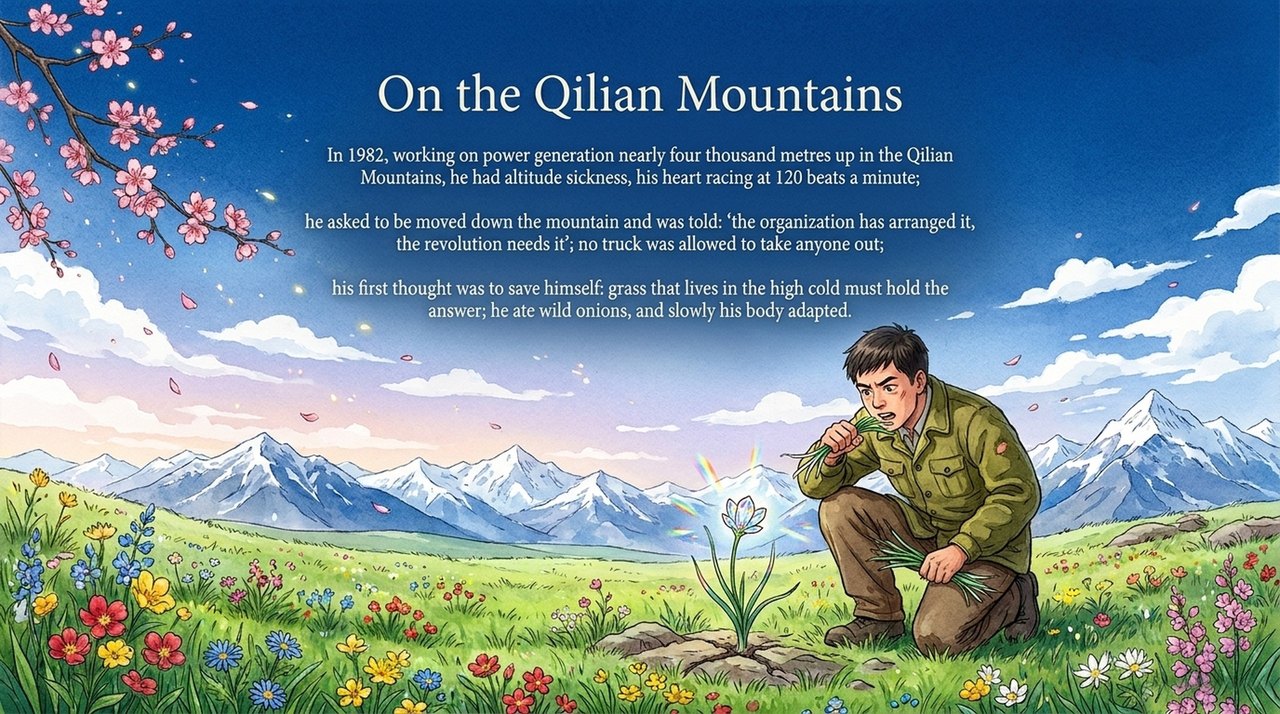 On the Qilian Mountains
In 1982, working on power generation nearly four thousand metres up in the Qilian
Mountains, he had altitude sickness, his heart racing at 120 beats a minute;
he asked to be moved down the mountain and was told: ‘the organization has arranged it,
the revolution needs it’; no truck was allowed to take anyone out;
his first thought was to save himself: grass that lives in the high cold must hold the
answer; he ate wild onions, and slowly his body adapted.